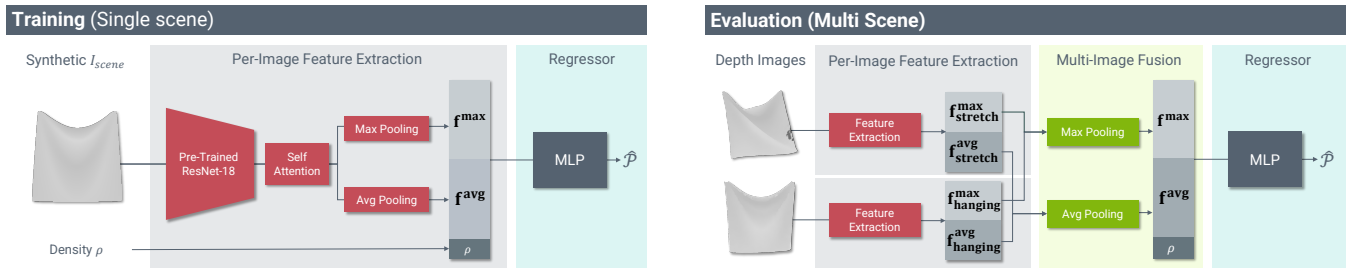 Training (Single scene)
Synthetic I_scene
Per-Image Feature Extraction
Regressor
Pre-Trained
ResNet-18
Self
Attention
Max Pooling
Avg Pooling
f^max
f^avg
ρ
MLP
𝒫̂
Density ρ
Evaluation (Multi Scene)
Depth Images
Per-Image Feature Extraction
Multi-Image Fusion
Regressor
Feature
Extraction
f^max_stretch
f^avg_stretch
Feature
Extraction
f^max_hanging
f^avg_hanging
Max Pooling
Avg Pooling
f^max
f^avg
ρ
MLP
𝒫̂